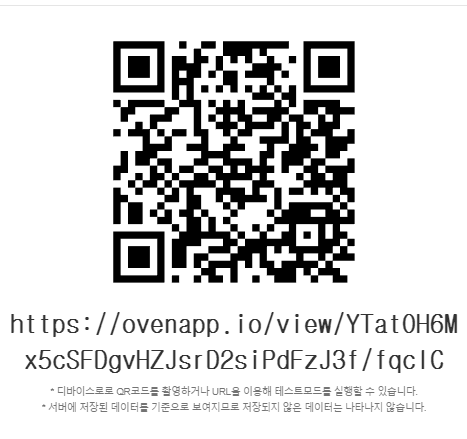 https://ovenapp.io/view/YTatOH6M
x5cSFDgvHZJsrD2siPdFzJ3f/fqcIC
* 디바이스로 QR코드를 촬영하거나 URL을 이용해 테스트모드를 실행할 수 있습니다.
* 서버에 저장된 데이터를 기준으로 보여지므로 저장되지 않은 데이터는 나타나지 않습니다.